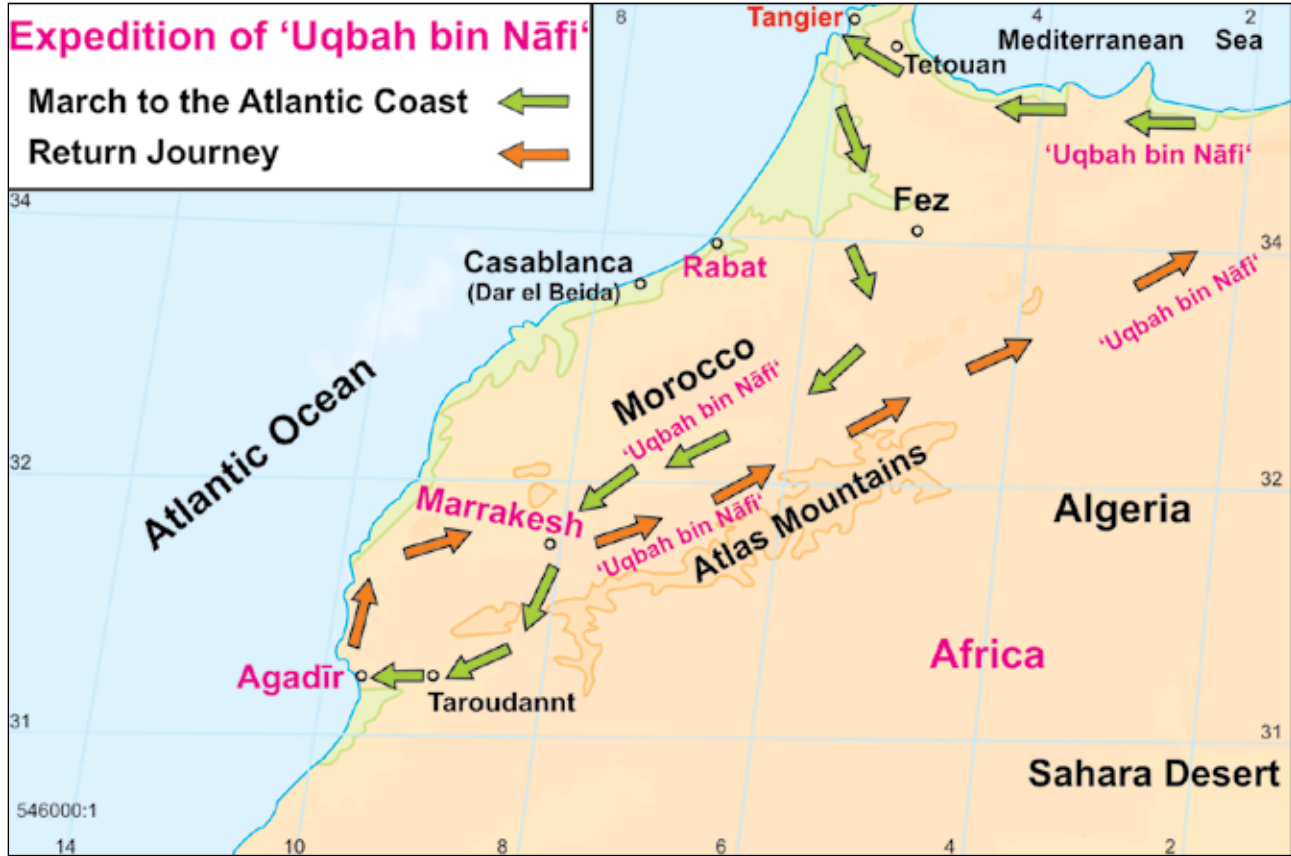 Expedition of ‘Uqbah bin Nāfi‘
March to the Atlantic Coast
Return Journey
8
Tangier
4
2
Mediterranean Sea
Tetouan
‘Uqbah bin Nāfi‘
34
Fez
34
Rabat
Casablanca
(Dar el Beida)
‘Uqbah bin Nāfi‘
Morocco
‘Uqbah bin Nāfi‘
Atlantic Ocean
32
32
Marrakesh
‘Uqbah bin Nāfi‘
Atlas Mountains
Algeria
Africa
Agadīr
Taroudannt
31
31
Sahara Desert
546000:1
14
10
8
6
4
2